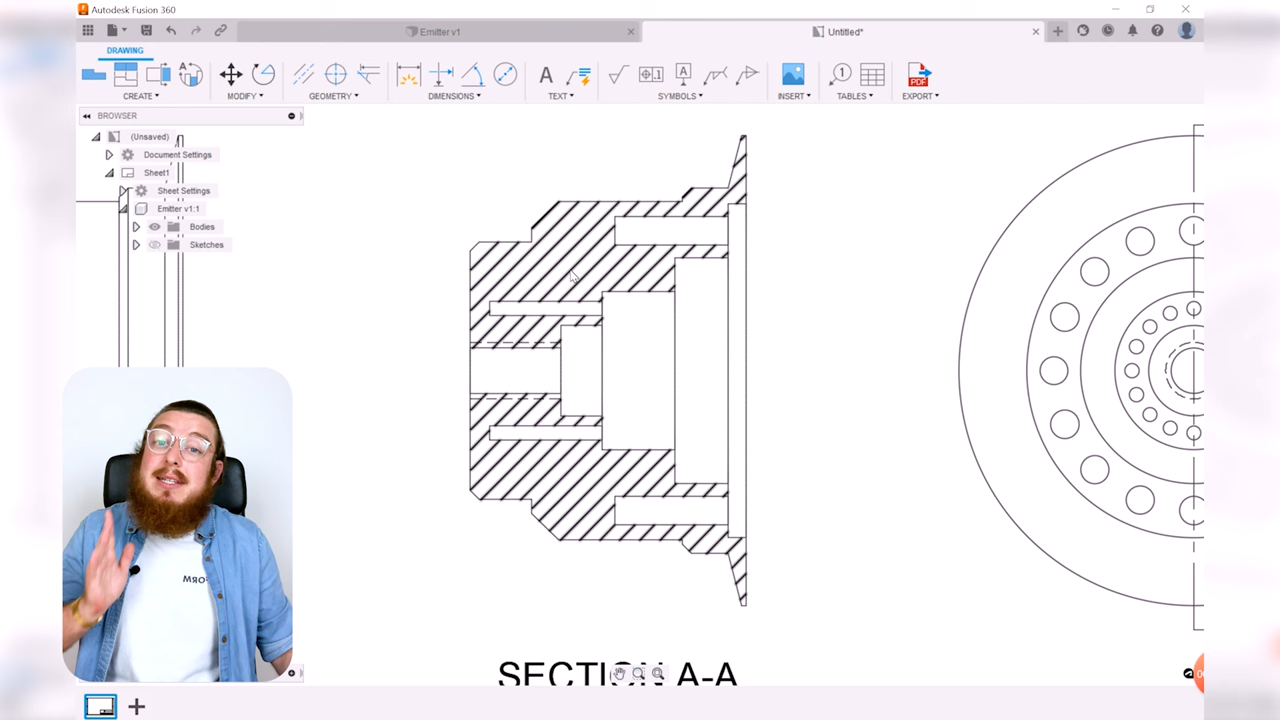 Autodesk Fusion 360
Emitter v1
Untitled*
DRAWING
CREATE
MODIFY
GEOMETRY
DIMENSIONS
TEXT
SYMBOLS
INSERT
TABLES
EXPORT
BROWSER
(Unsaved)
Document Settings
Sheet1
Sheet Settings
Emitter v1:1
Bodies
Sketches
SECTION A-A